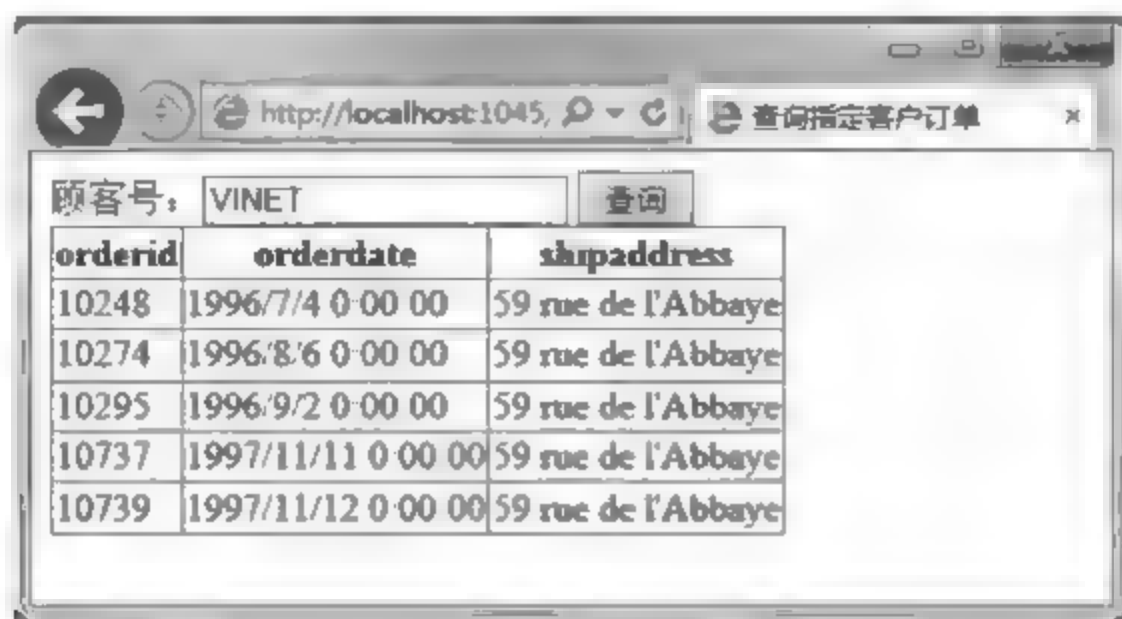 http://localhost:1045, 查询指定客户订单 ×
顾客号： VINET 查询
orderid orderdate shipaddress
10248 1996/7/4 0:00:00 59 rue de l'Abbaye
10274 1996/8/6 0:00:00 59 rue de l'Abbaye
10295 1996/9/2 0:00:00 59 rue de l'Abbaye
10737 1997/11/11 0:00:00 59 rue de l'Abbaye
10739 1997/11/12 0:00:00 59 rue de l'Abbaye